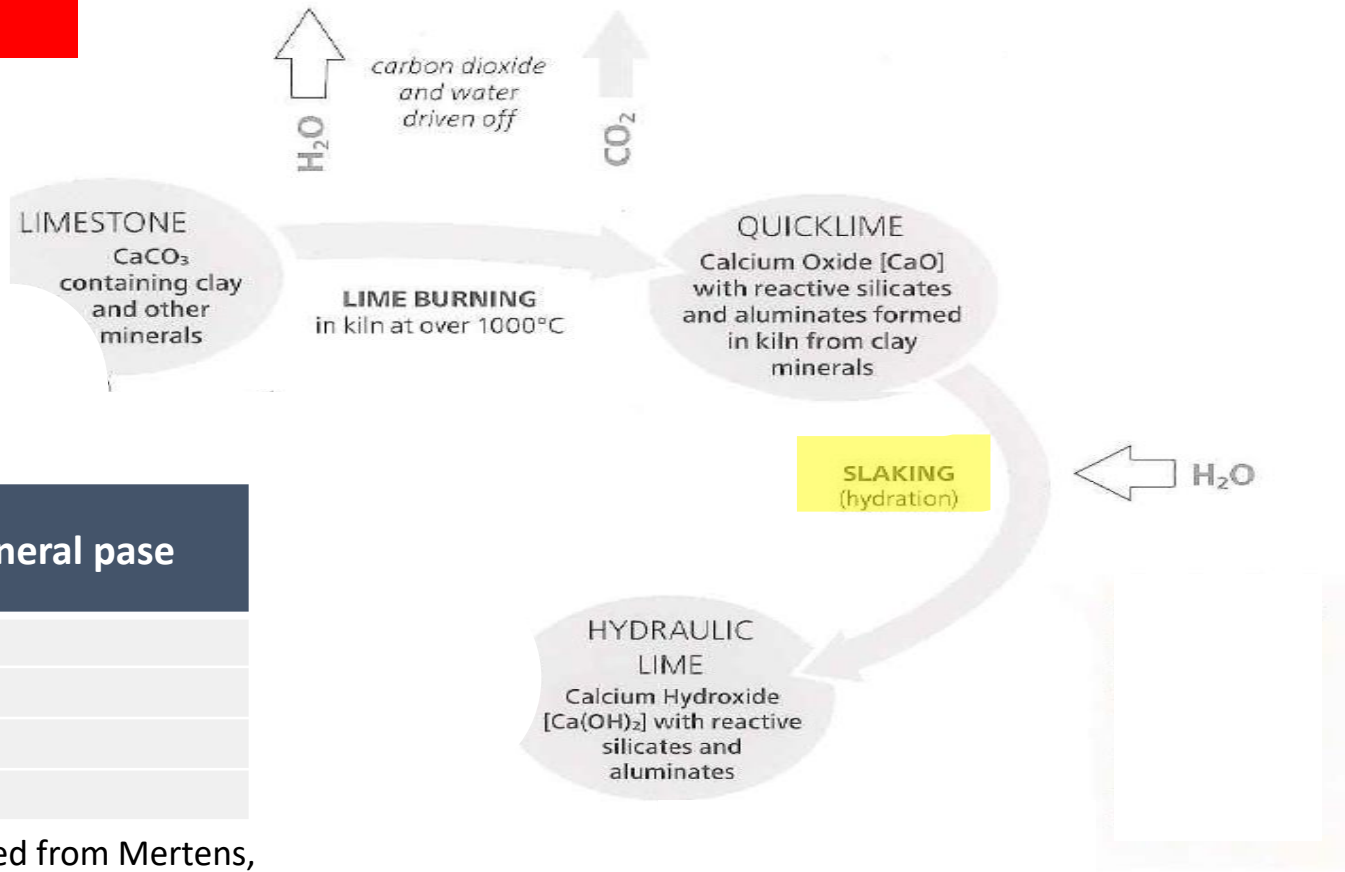 carbon dioxide
and water
driven off
H₂O
CO₂
LIMESTONE
CaCO₃
containing clay
and other
minerals
LIME BURNING
in kiln at over 1000°C
QUICKLIME
Calcium Oxide [CaO]
with reactive silicates
and aluminates formed
in kiln from clay
minerals
SLAKING
(hydration)
H₂O
HYDRAULIC
LIME
Calcium Hydroxide
[Ca(OH)₂] with reactive
silicates and
aluminates
neral pase
ed from Mertens,